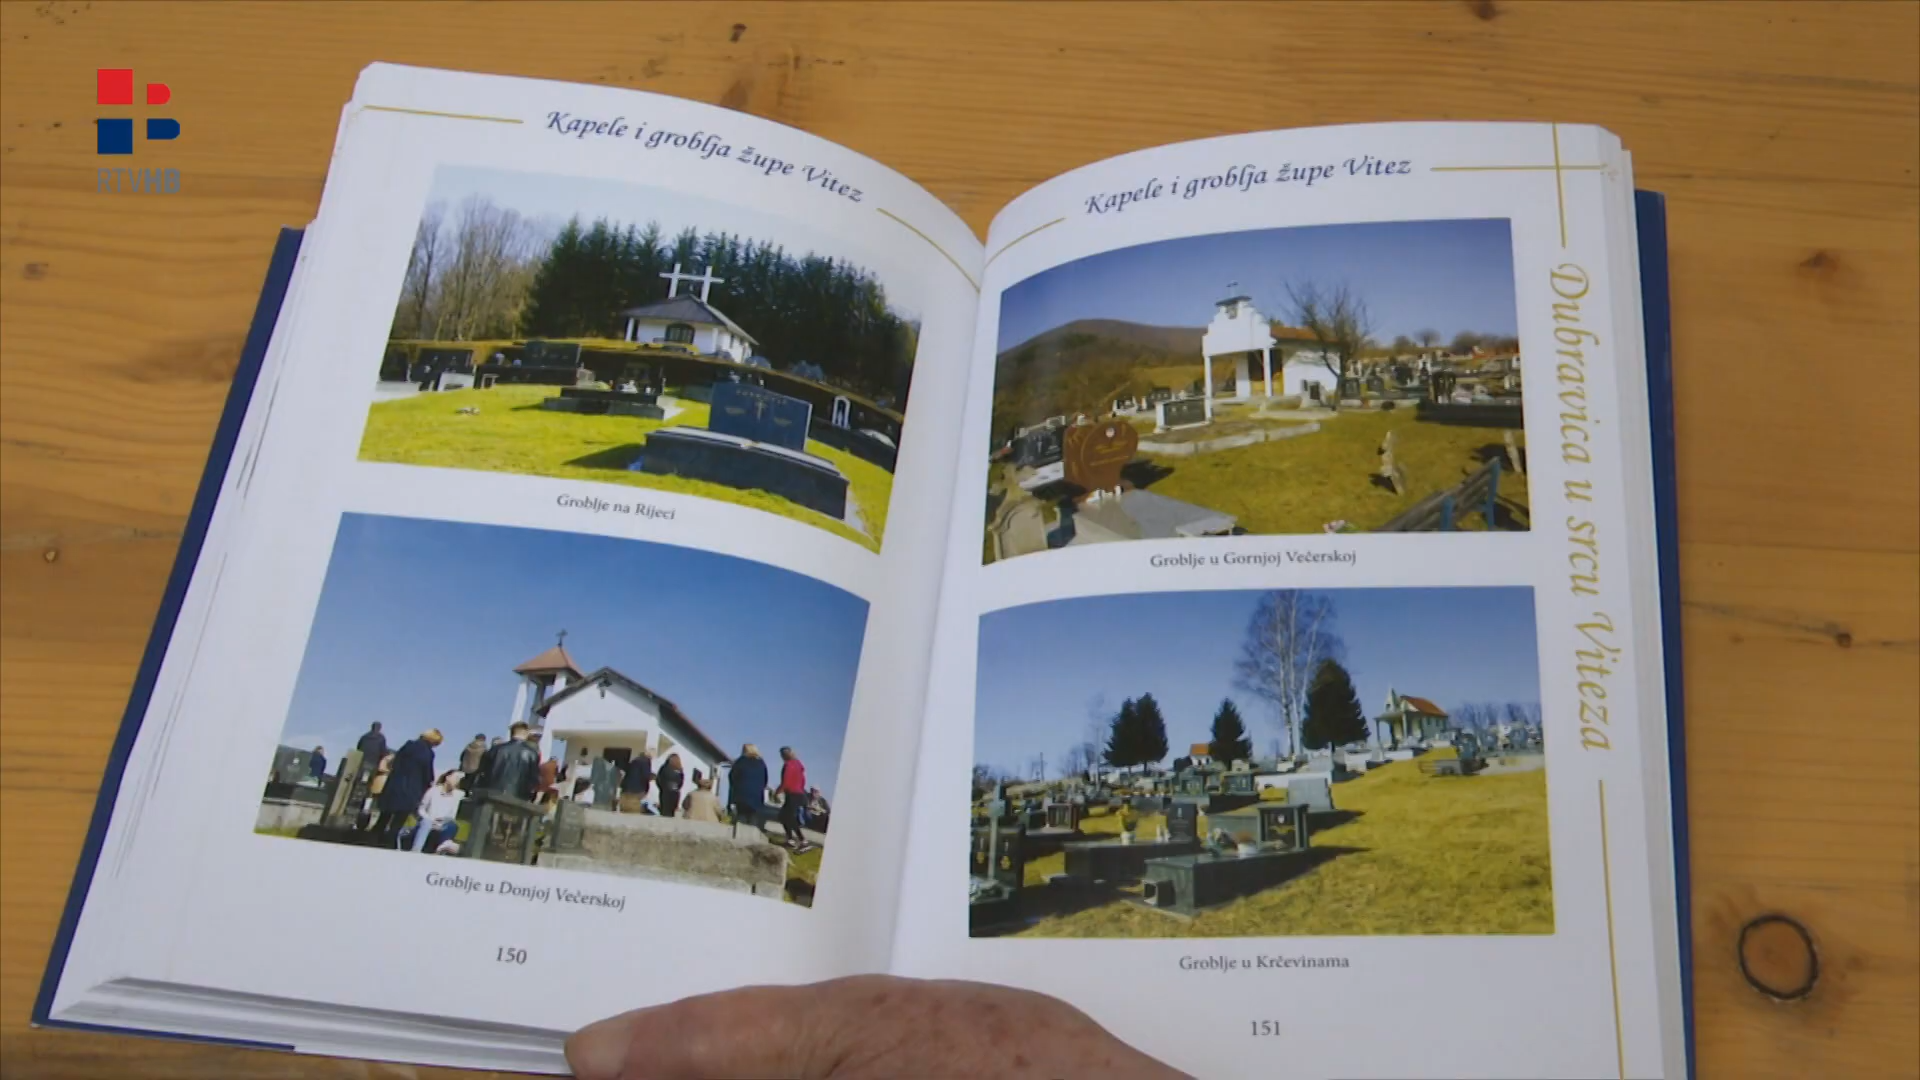 RTVHB
Kapele i groblja župe Vitez
Groblje na Rijeci
Groblje u Donjoj Večerskoj
150
Kapele i groblja župe Vitez
Groblje u Gornjoj Večerskoj
Groblje u Krčevinama
151
Dubravica u srcu Viteza